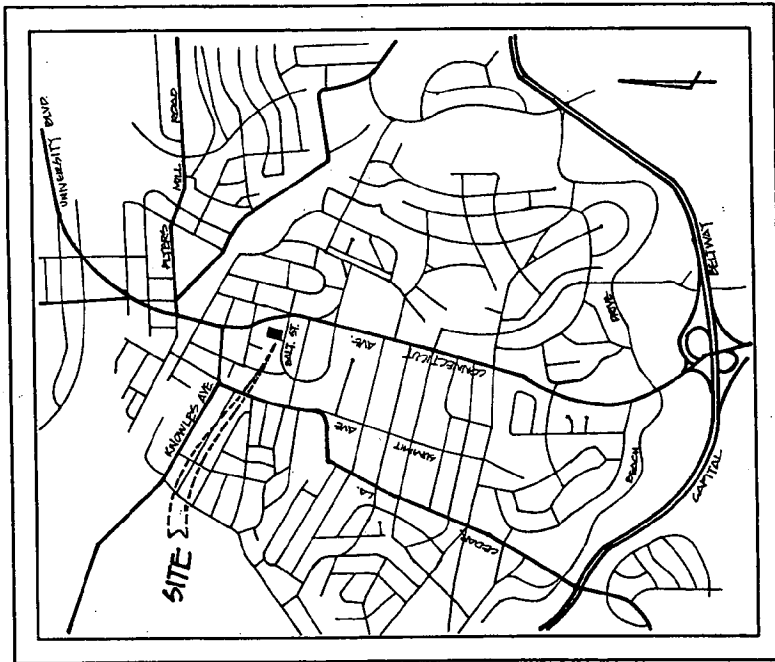 UNIVERSITY BLVD.
PLYERS MILL ROAD
KNOWLES AVE
BALT. ST.
CONNECTICUT AVE.
SUMMIT AVE
CEDAR LA.
BEACH DRIVE
CAPITAL BELTWAY
SITE